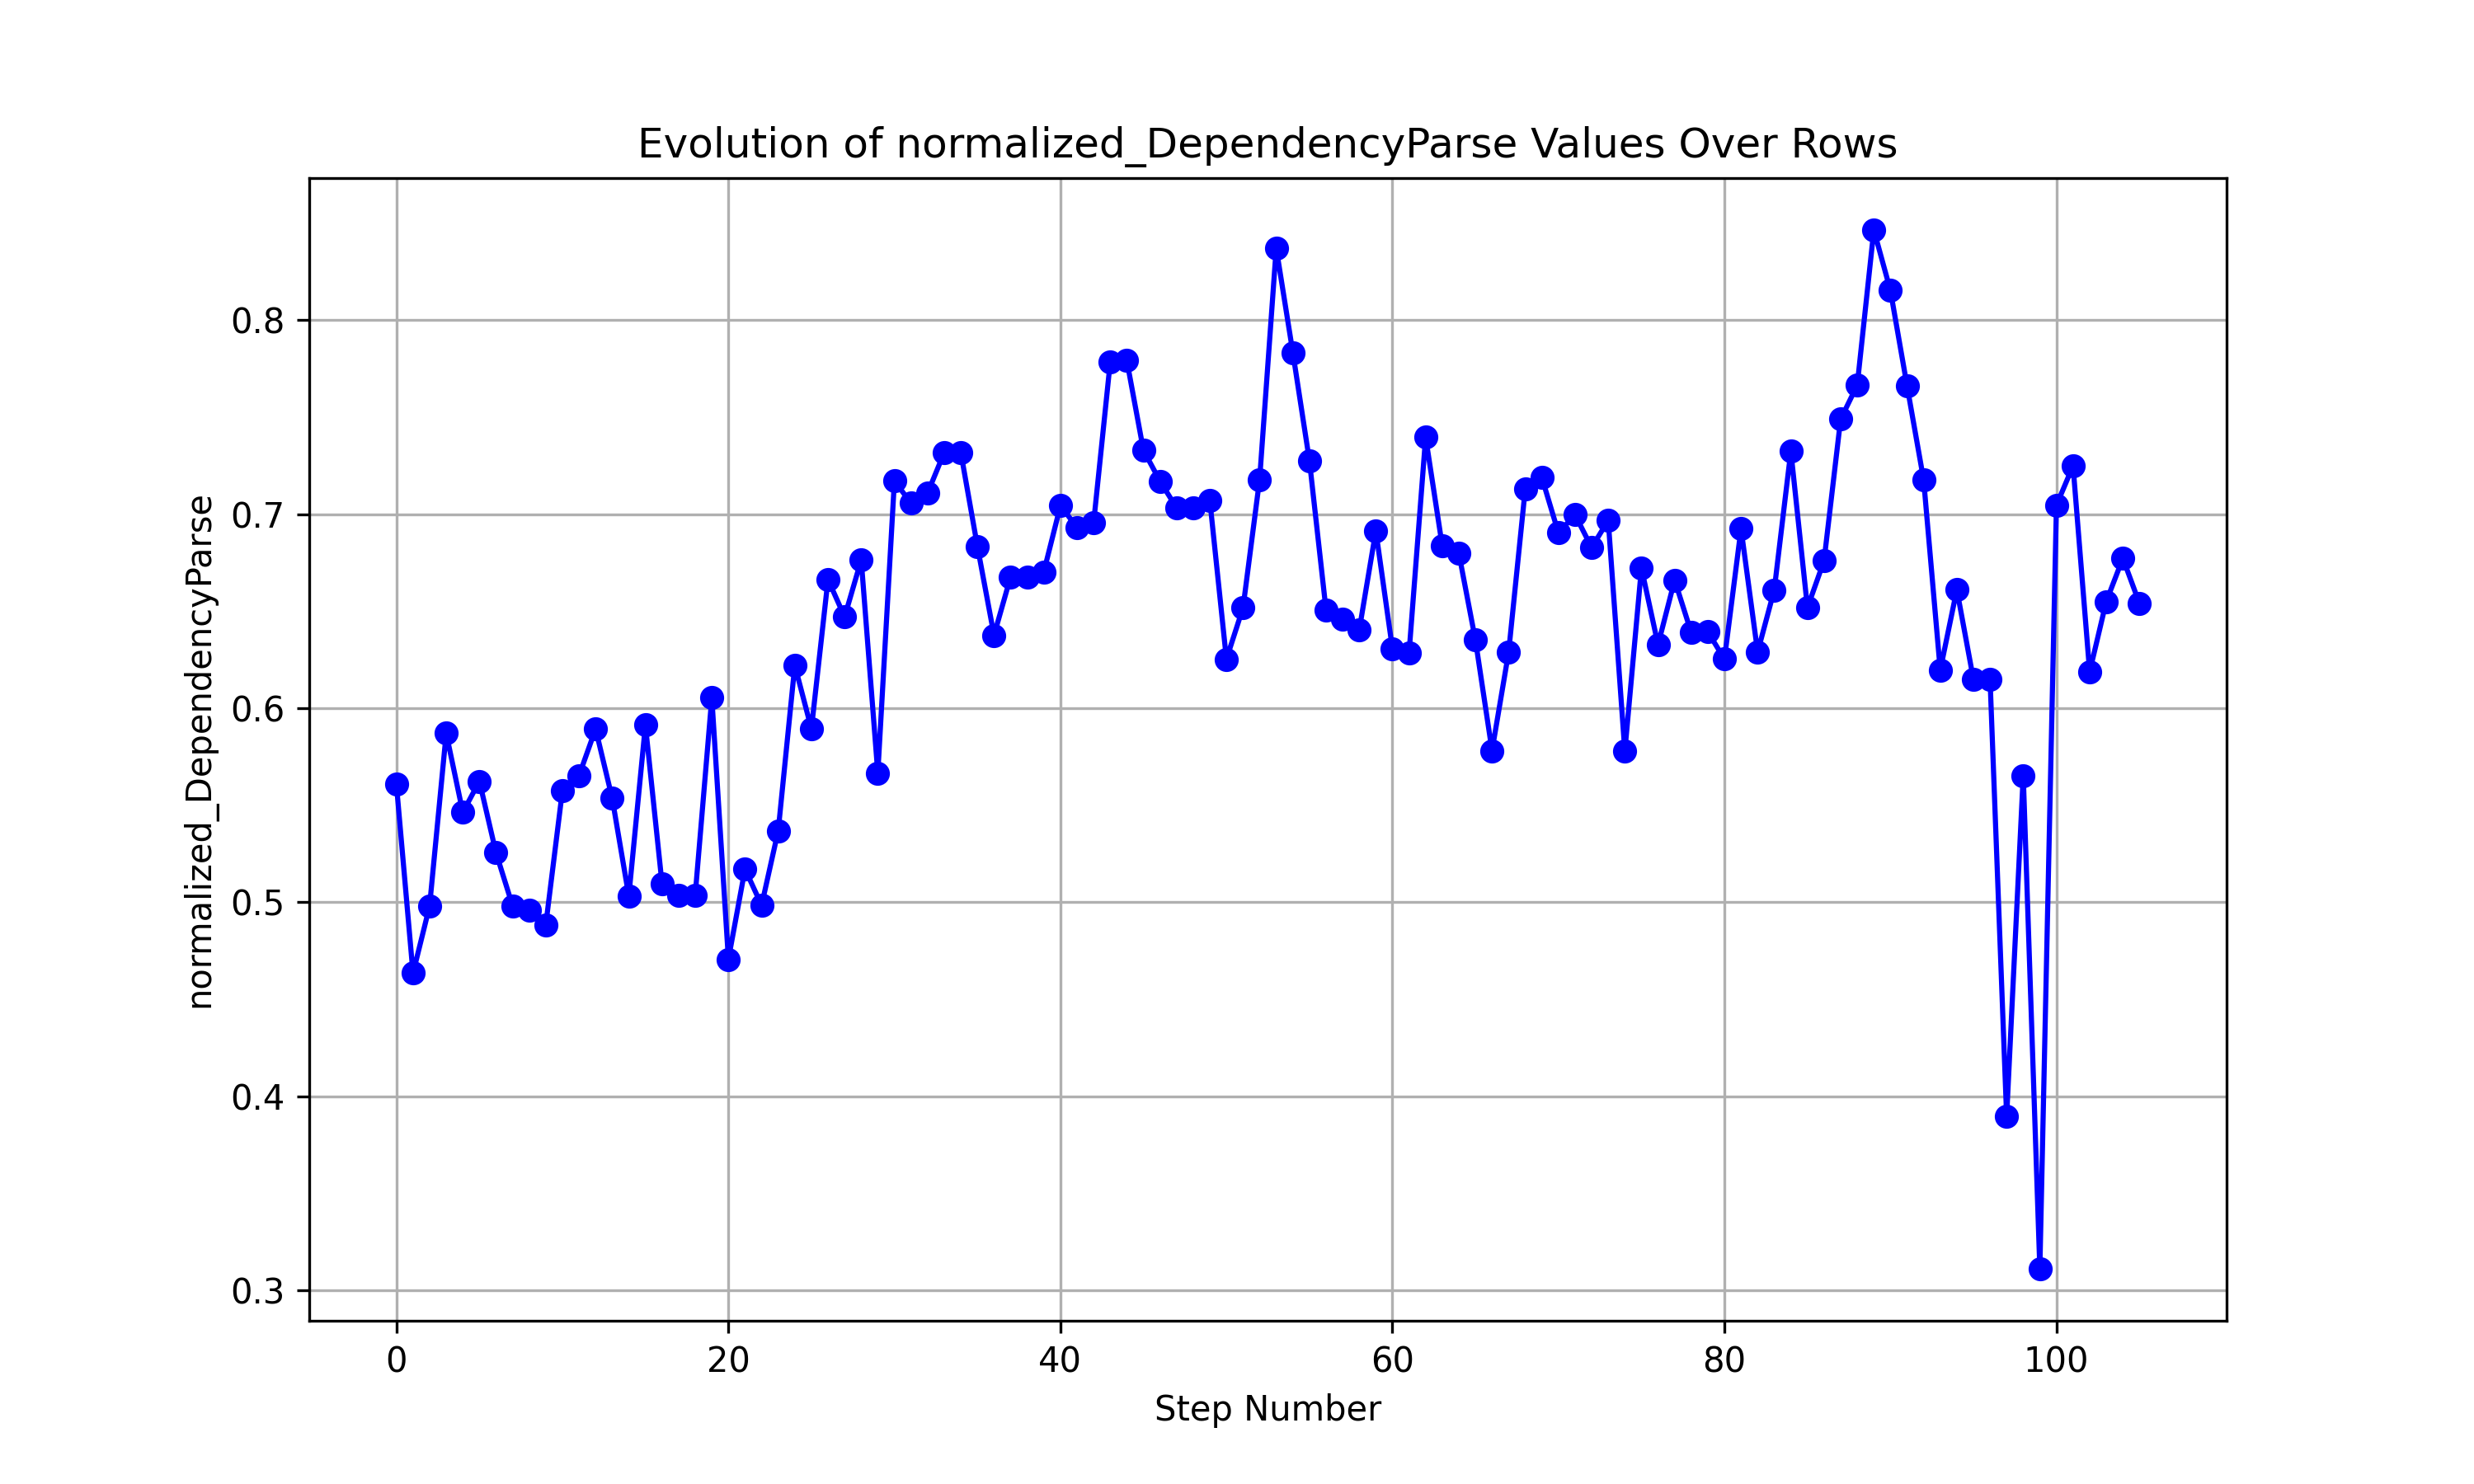 Evolution of normalized_DependencyParse Values Over Rows
normalized_DependencyParse
0.8
0.7
0.6
0.5
0.4
0.3
0 20 40 60 80 100
Step Number